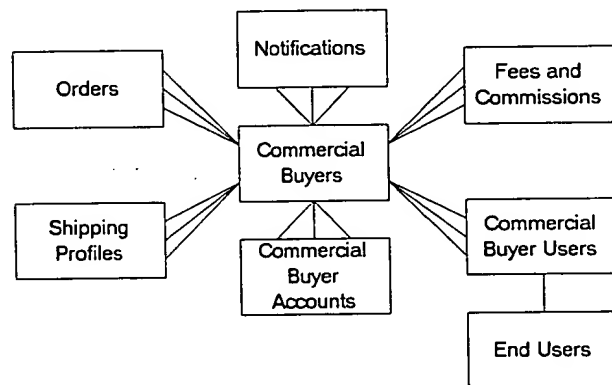 Notifications
Orders
Fees and
Commissions
Commercial
Buyers
Shipping
Profiles
Commercial
Buyer
Accounts
Commercial
Buyer Users
End Users